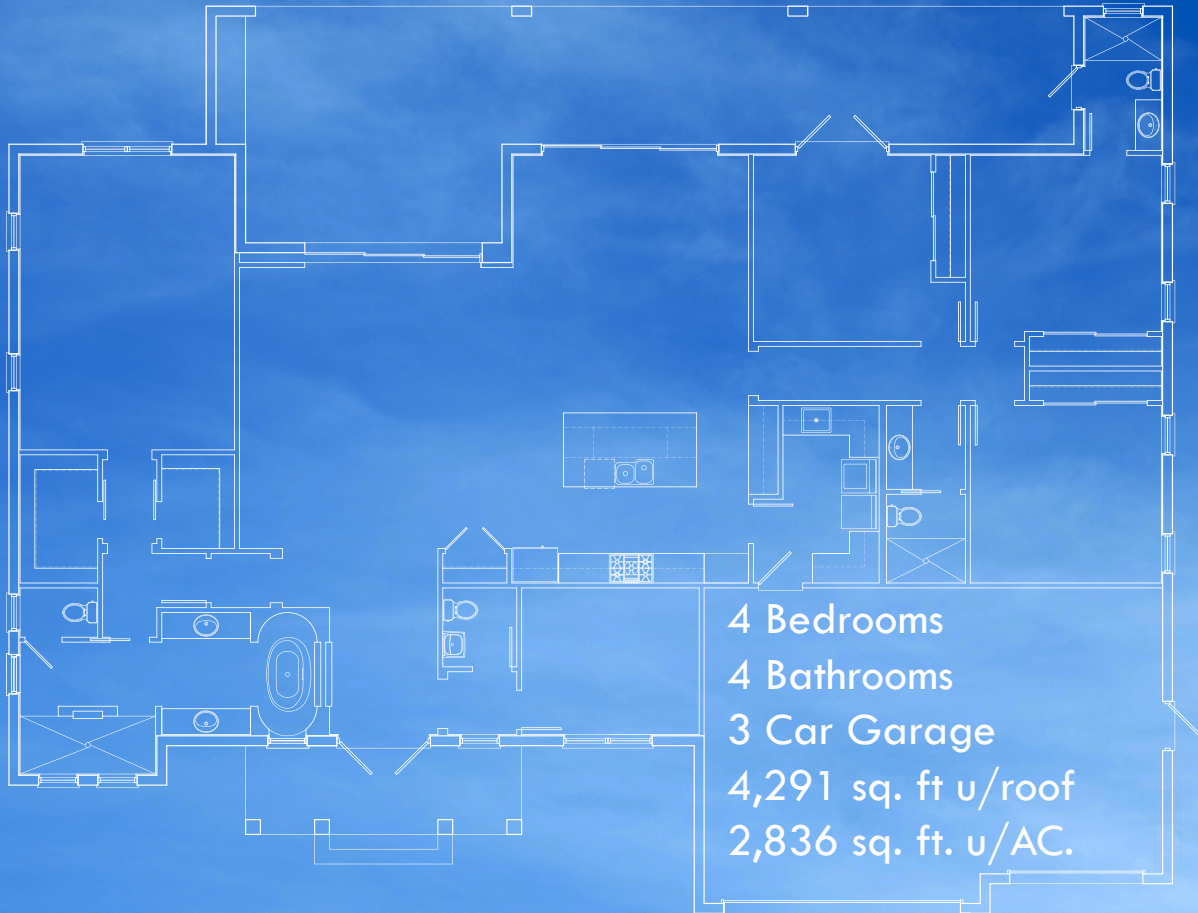 4 Bedrooms
4 Bathrooms
3 Car Garage
4,291 sq. ft u/roof
2,836 sq. ft. u/AC.